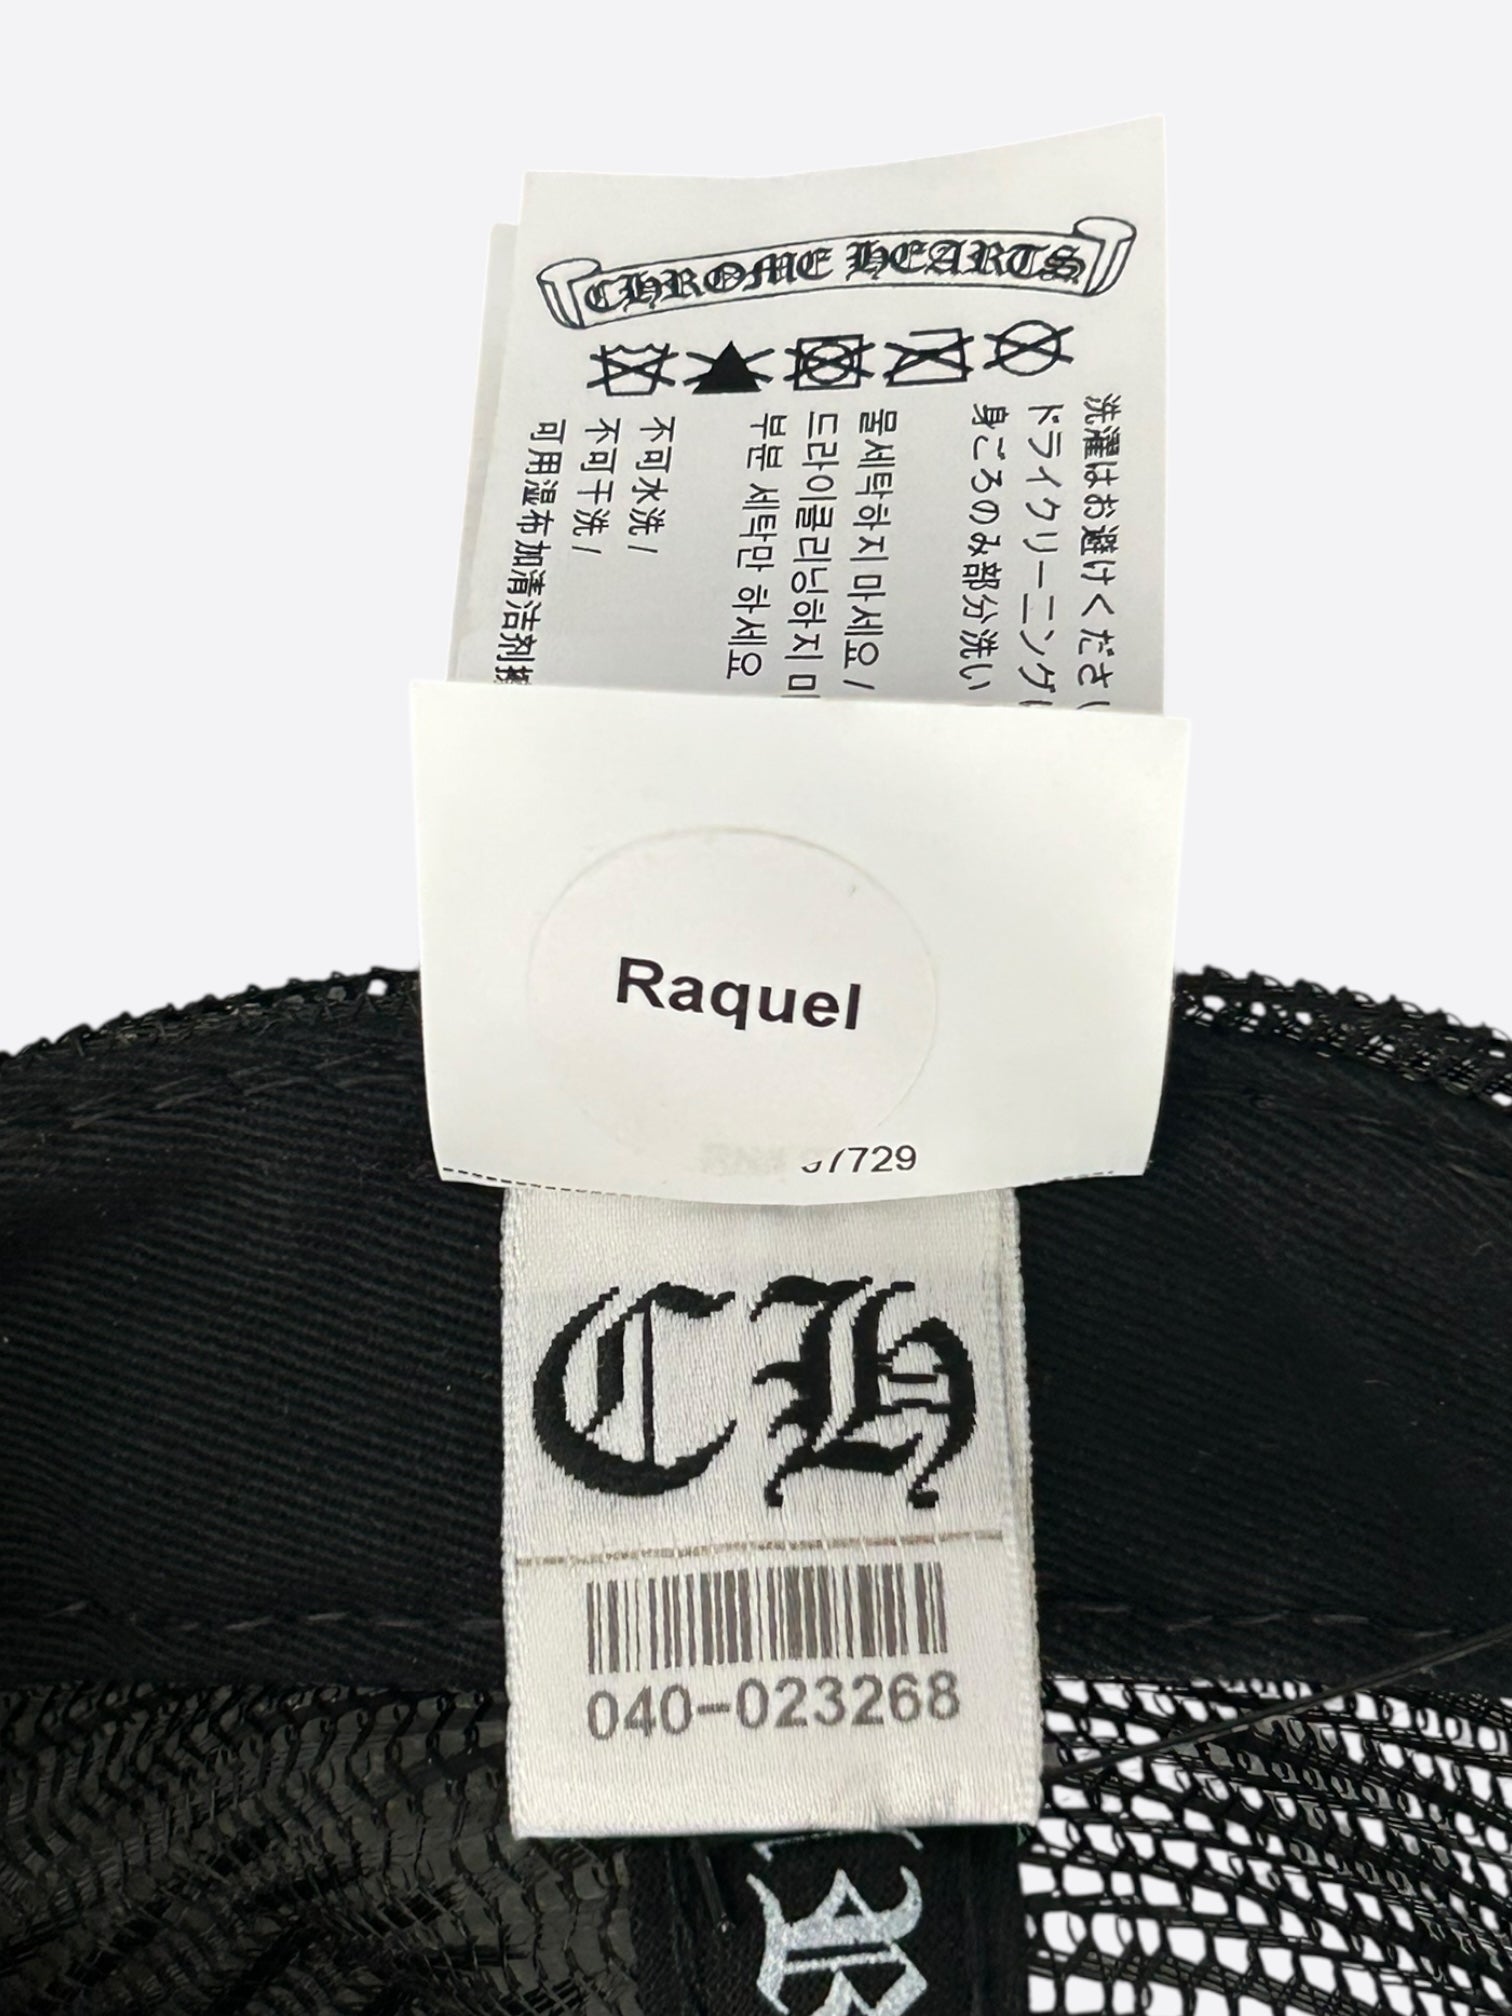 CHROME HEARTS
洗濯はお避けください
ドライクリーニング
身ごろのみ部分洗い
물세탁하지 마세요 /
드라이클리닝하지 마
부분 세탁만 하세요
不可水洗 /
不可干洗 /
可用湿布加清洁剂擦
Raquel
37729
CH
040-023268